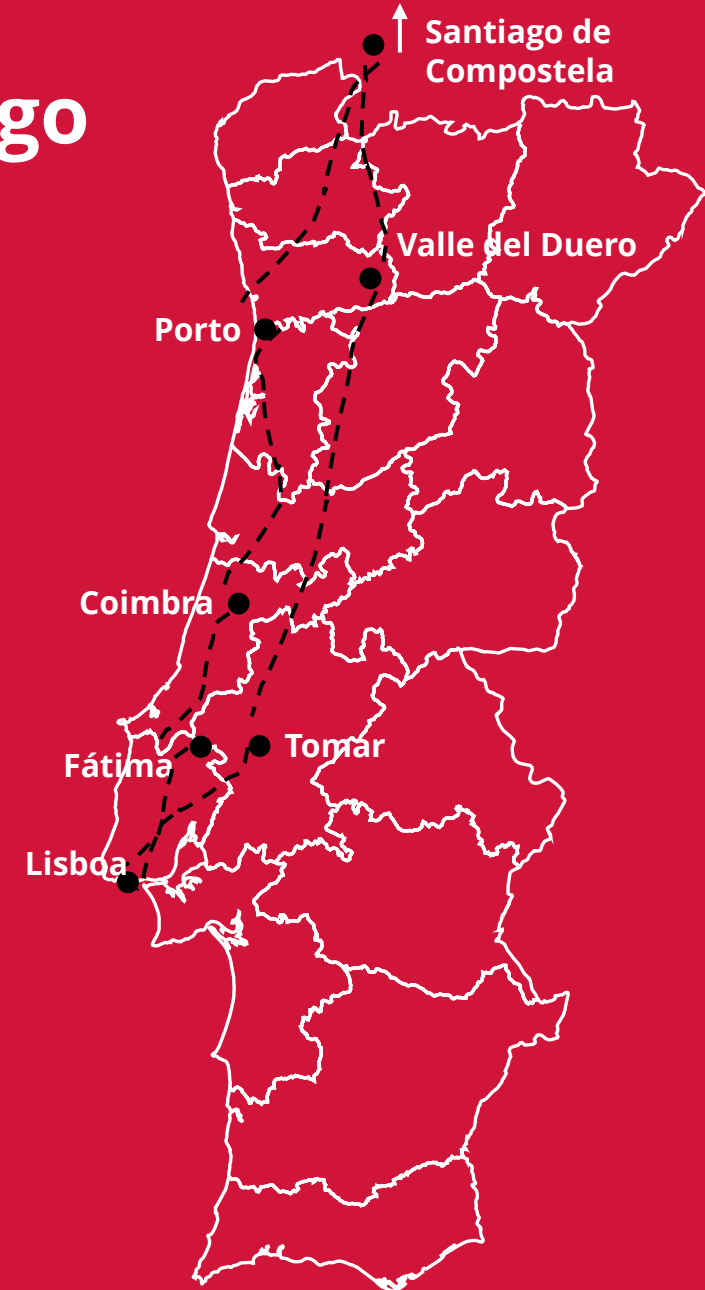 go
Santiago de
Compostela
Valle del Duero
Porto
Coimbra
Fátima
Tomar
Lisboa